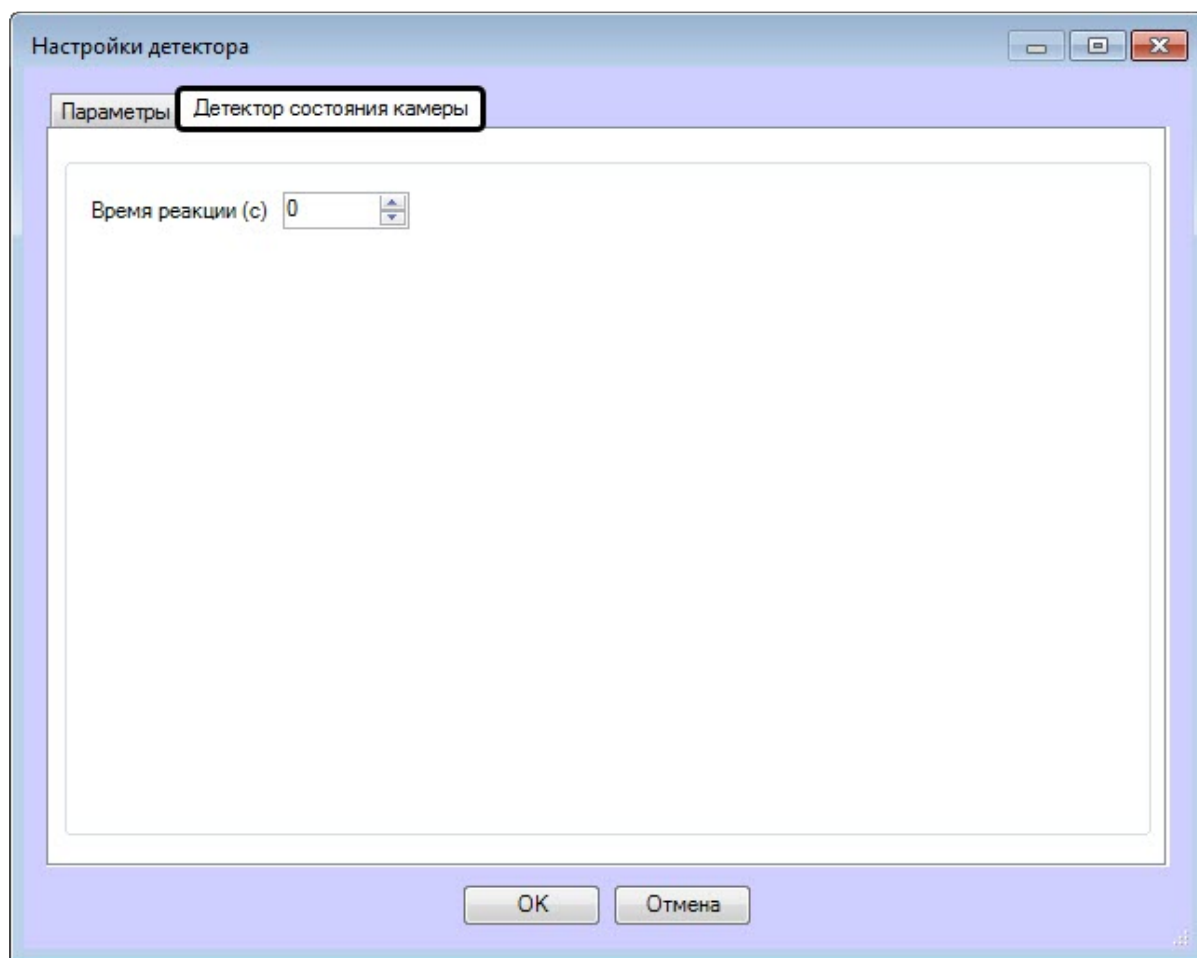 Настройки детектора
Параметры Детектор состояния камеры
Время реакции (с) 0
OK Отмена